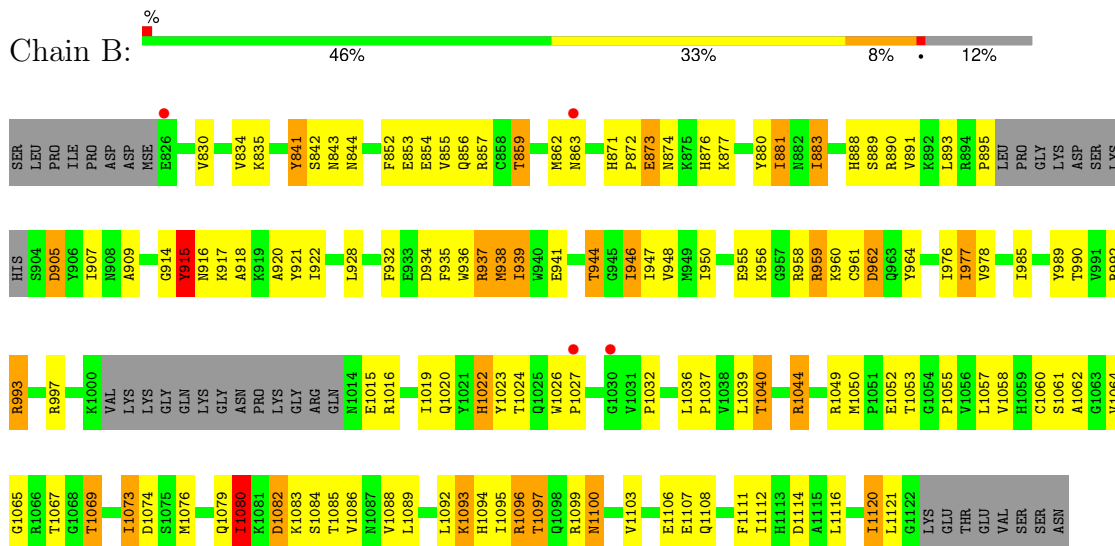 %
Chain B:
46% 33% 8% • 12%
SER LEU PRO ILE PRO ASP ASP MSE E826 V830 V834 K835 Y841 S842 N843 N844 F852 E853 E854 V855 Q856 R857 C858 T859 M862 N863 H871 P872 E873 N874 K875 H876 K877 Y880 I881 R882 I883 H888 S889 R890 V891 K892 L893 R894 P895 LEU PRO GLY LYS ASP SER LYS
HIS S904 D905 Y906 I907 N908 A909 G914 Y915 N916 K917 A918 K919 A920 Y921 I922 L928 F932 E933 D934 F935 W936 R937 M938 I939 W940 E941 T944 G945 I946 I947 V948 M949 I950 E955 K956 G957 R958 R959 K960 C961 D962 Q963 Y964 I976 I977 V978 I985 Y989 T990 V991 R992
R993 R997 K1000 VAL LYS LYS GLY GLN LYS GLY ASN PRO LYS GLY ARG GLN N1014 E1015 R1016 I1019 Q1020 Y1021 H1022 Y1023 T1024 Q1025 W1026 P1027 G1030 V1031 P1032 L1036 P1037 V1038 L1039 T1040 R1044 R1049 M1050 P1051 E1052 T1053 G1054 P1055 V1056 L1057 V1058 H1059 C1060 S1061 A1062 G1063 V1064
G1065 R1066 T1067 G1068 T1069 I1073 D1074 S1075 M1076 Q1079 I1080 K1081 D1082 K1083 S1084 T1085 V1086 N1087 V1088 L1089 L1092 K1093 H1094 I1095 R1096 T1097 Q1098 R1099 N1100 V1103 E1106 E1107 Q1108 F1111 I1112 H1113 D1114 A1115 L1116 I1120 L1121 G1122 LYS GLU THR GLU VAL SER SER ASN